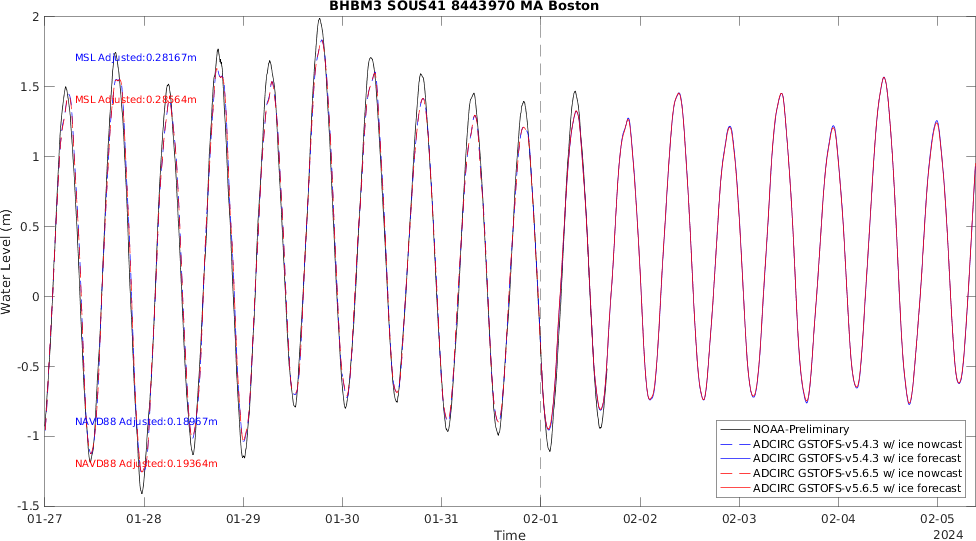 BHBM3 SOUS41 8443970 MA Boston
Water Level (m)
2
1.5
1
0.5
0
-0.5
-1
-1.5
MSL Adjusted:0.28167m
MSL Adjusted:0.28564m
NAVD88 Adjusted:0.18967m
NAVD88 Adjusted:0.19364m
NOAA-Preliminary
ADCIRC GSTOFS-v5.4.3 w/ ice nowcast
ADCIRC GSTOFS-v5.4.3 w/ ice forecast
ADCIRC GSTOFS-v5.6.5 w/ ice nowcast
ADCIRC GSTOFS-v5.6.5 w/ ice forecast
01-27 01-28 01-29 01-30 01-31 02-01 02-02 02-03 02-04 02-05
Time
2024